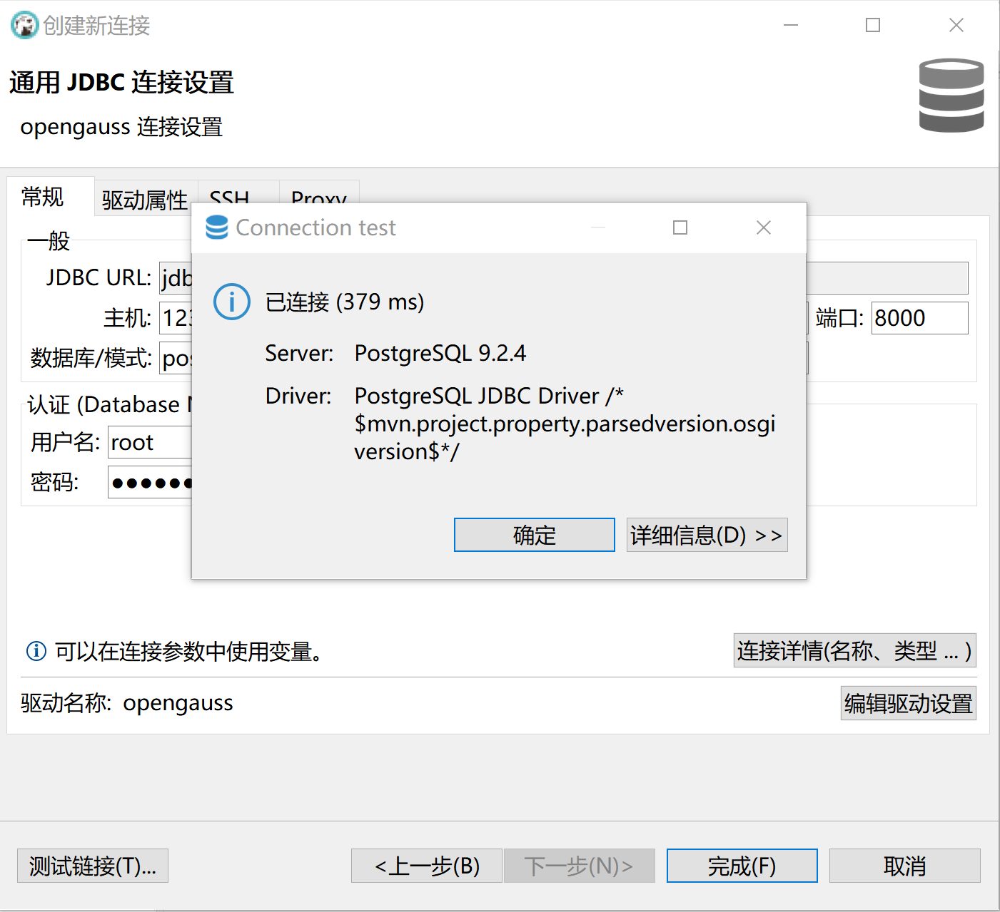 创建新连接
通用 JDBC 连接设置
opengauss 连接设置
常规 驱动属性 SSH Proxy
Connection test
一般
JDBC URL: jdb
主机: 123
端口: 8000
数据库/模式: pos
已连接 (379 ms)
Server: PostgreSQL 9.2.4
Driver: PostgreSQL JDBC Driver /*
$mvn.project.property.parsedversion.osgi
version$*/
认证 (Database
用户名: root
密码: ●●●●●●
确定 详细信息(D) >>
可以在连接参数中使用变量。
连接详情(名称、类型 ... )
驱动名称: opengauss
编辑驱动设置
测试链接(T)... <上一步(B) 下一步(N)> 完成(F) 取消